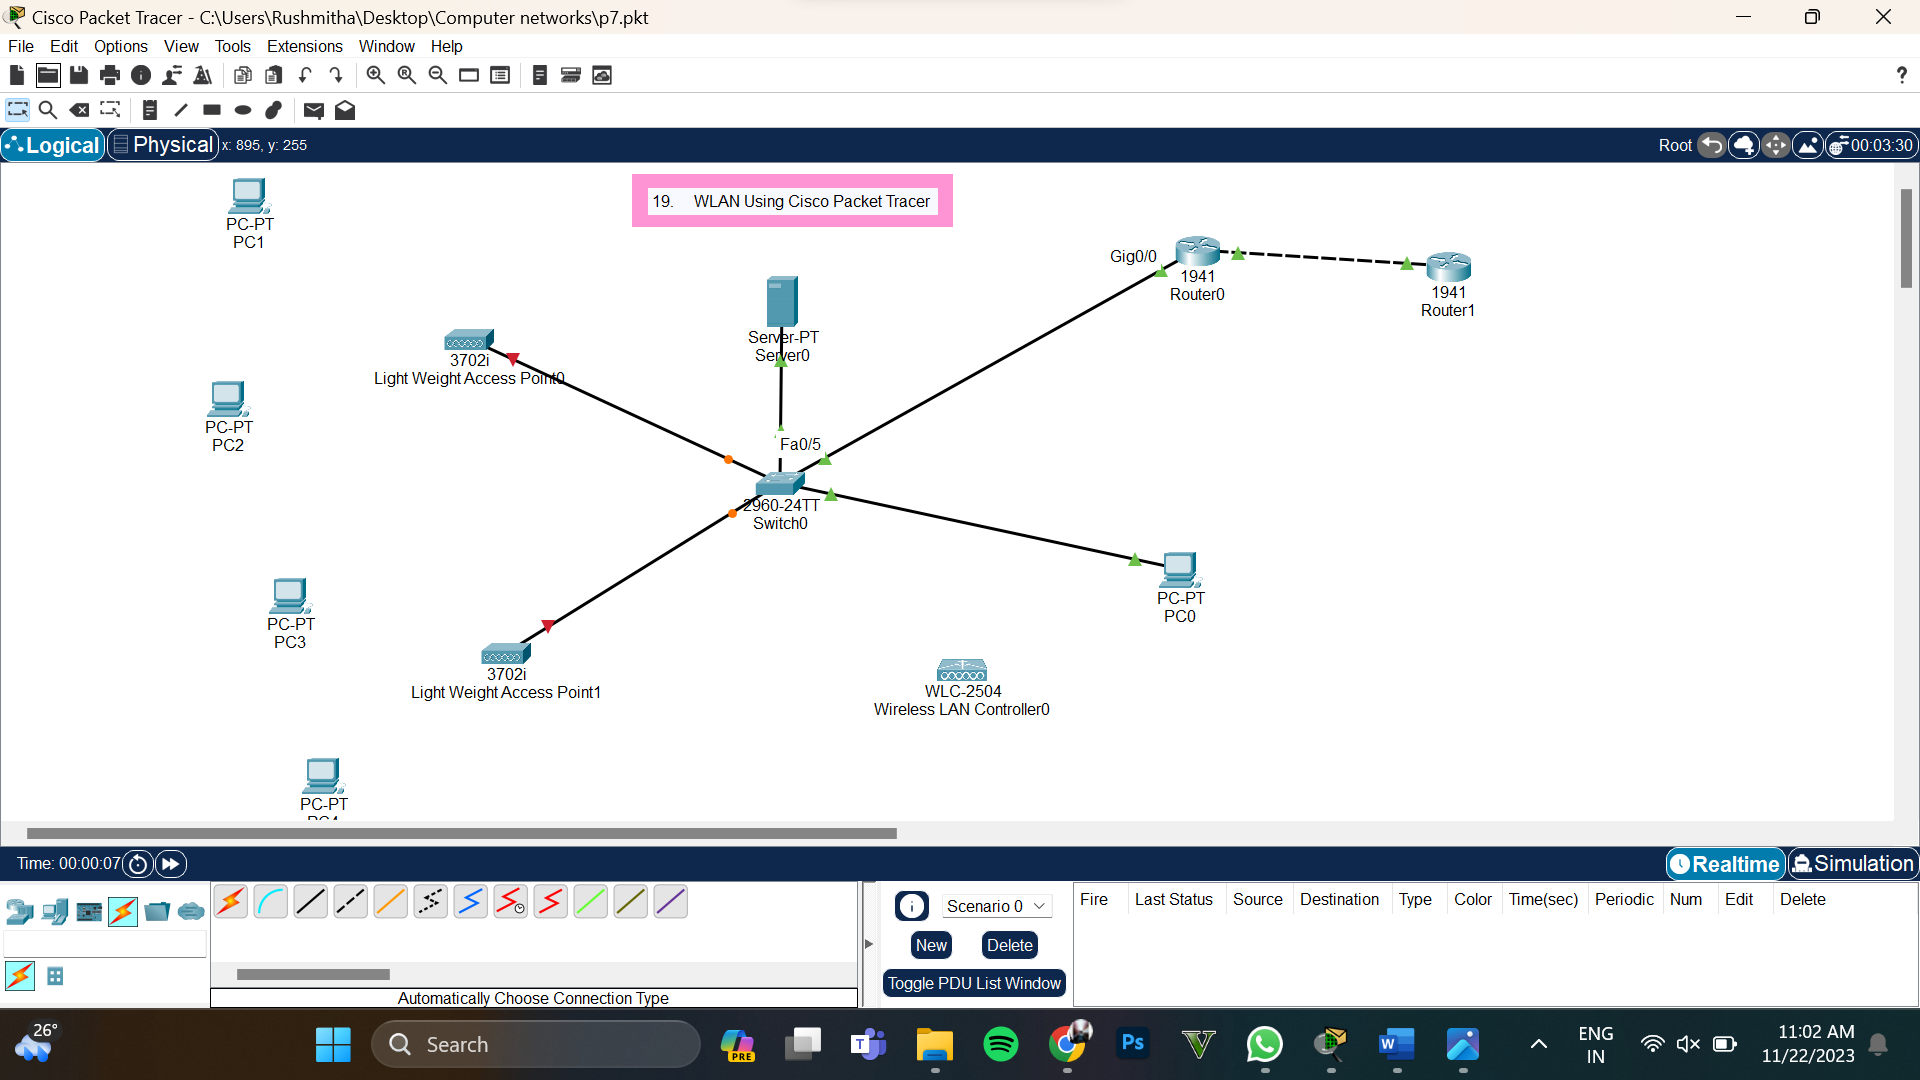 Cisco Packet Tracer - C:\Users\Rushmitha\Desktop\Computer networks\p7.pkt
File Edit Options View Tools Extensions Window Help
?
Logical Physical x: 895, y: 255 Root 00:03:30
19. WLAN Using Cisco Packet Tracer
PC-PT
PC1
Gig0/0
1941
Router0
1941
Router1
Server-PT
Server0
3702i
Light Weight Access Point0
PC-PT
PC2
Fa0/5
2960-24TT
Switch0
PC-PT
PC0
PC-PT
PC3
3702i
Light Weight Access Point1
WLC-2504
Wireless LAN Controller0
PC-PT
PC4
Time: 00:00:07 Realtime Simulation
Scenario 0
New Delete
Toggle PDU List Window
Fire Last Status Source Destination Type Color Time(sec) Periodic Num Edit Delete
Automatically Choose Connection Type
26°
Search
PRE
T
Ps
V
W
ENG
IN
11:02 AM
11/22/2023